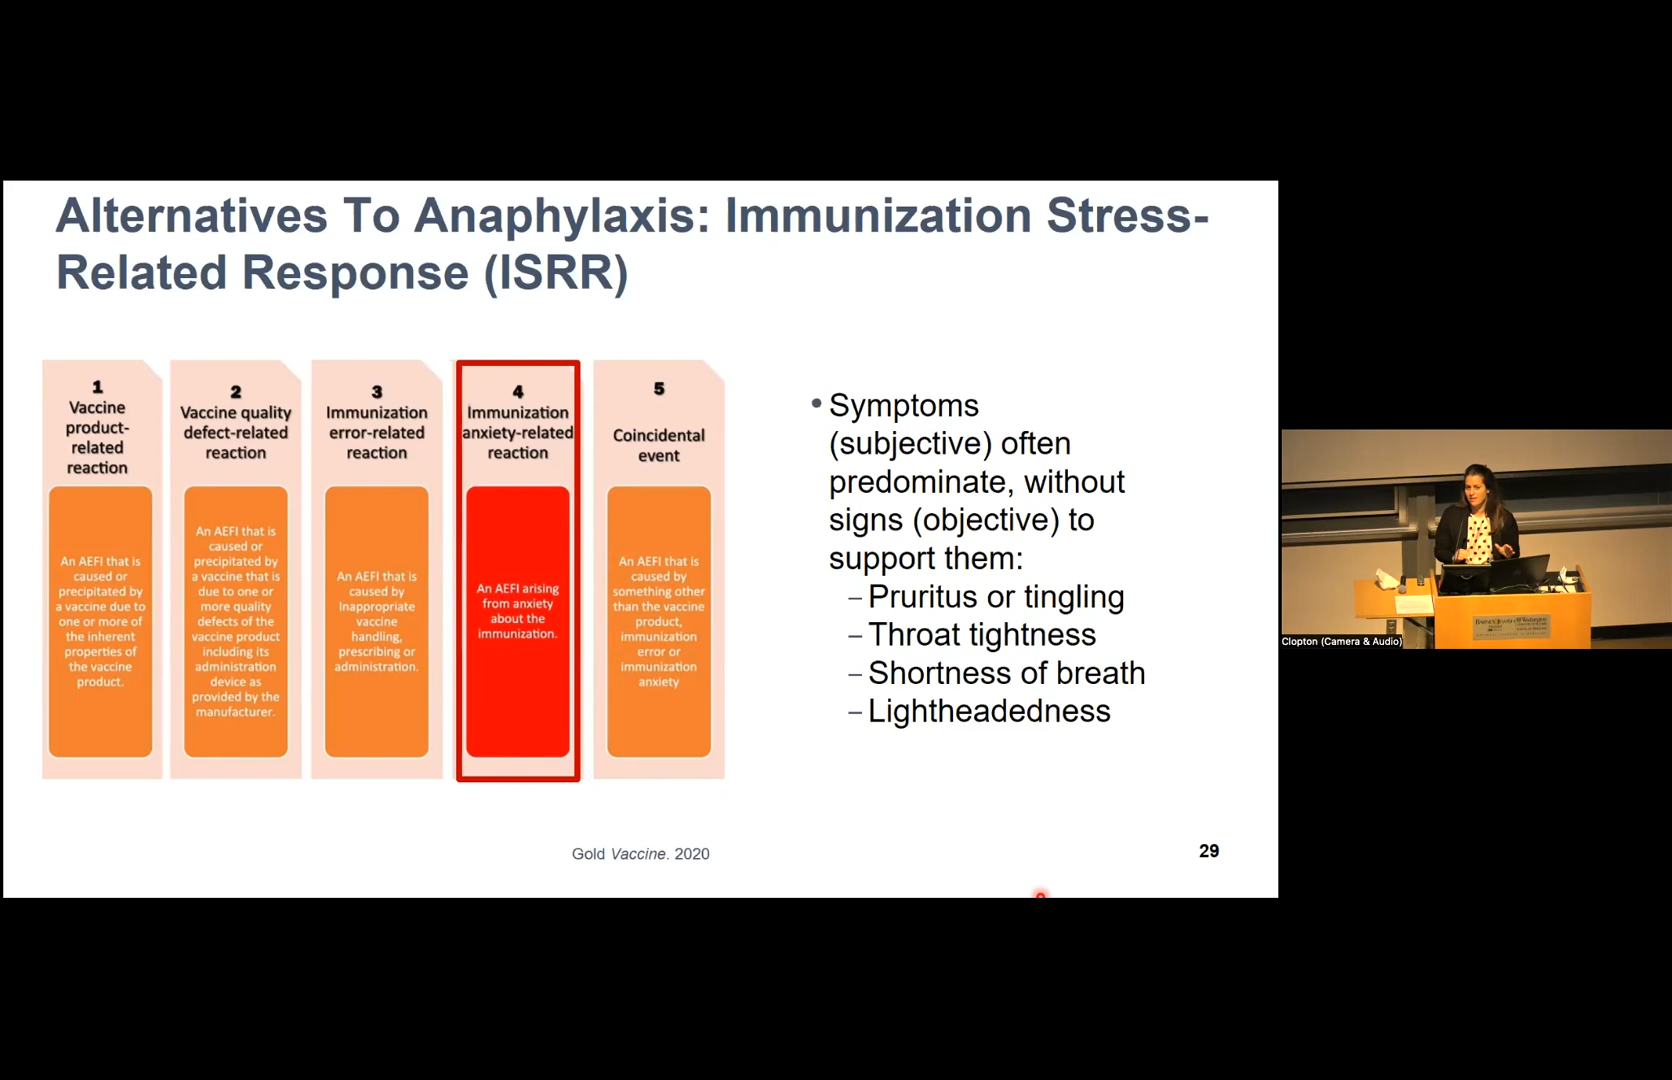 Alternatives To Anaphylaxis: Immunization Stress-
Related Response (ISRR)
1
Vaccine
product-
related
reaction
An AEFI that is
caused or
precipitated by
a vaccine due to
one or more of
the inherent
properties of
the vaccine
product.
2
Vaccine quality
defect-related
reaction
An AEFI that is
caused or
precipitated by
a vaccine that is
due to one or
more quality
defects of the
vaccine product
including its
administration
device as
provided by the
manufacturer.
3
Immunization
error-related
reaction
An AEFI that is
caused by
Inappropriate
vaccine
handling,
prescribing or
administration.
4
Immunization
anxiety-related
reaction
An AEFI arising
from anxiety
about the
immunization.
5
Coincidental
event
An AEFI that is
caused by
something other
than the vaccine
product,
immunization
error or
immunization
anxiety
• Symptoms
(subjective) often
predominate, without
signs (objective) to
support them:
– Pruritus or tingling
– Throat tightness
– Shortness of breath
– Lightheadedness
Gold Vaccine. 2020
29
Clopton (Camera & Audio)